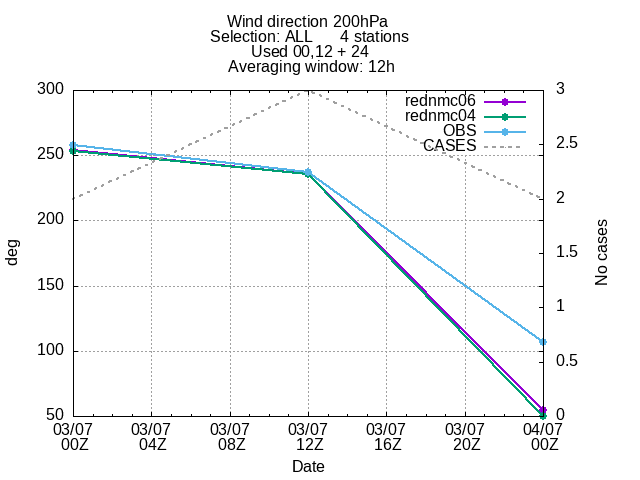 Wind direction 200hPa
Selection: ALL 4 stations
Used 00,12 + 24
Averaging window: 12h
300
250
200
150
100
50
deg
3
2.5
2
1.5
1
0.5
0
No cases
rednmc06
rednmc04
OBS
CASES
03/07 03/07 03/07 03/07 03/07 03/07 04/07
00Z 04Z 08Z 12Z 16Z 20Z 00Z
Date